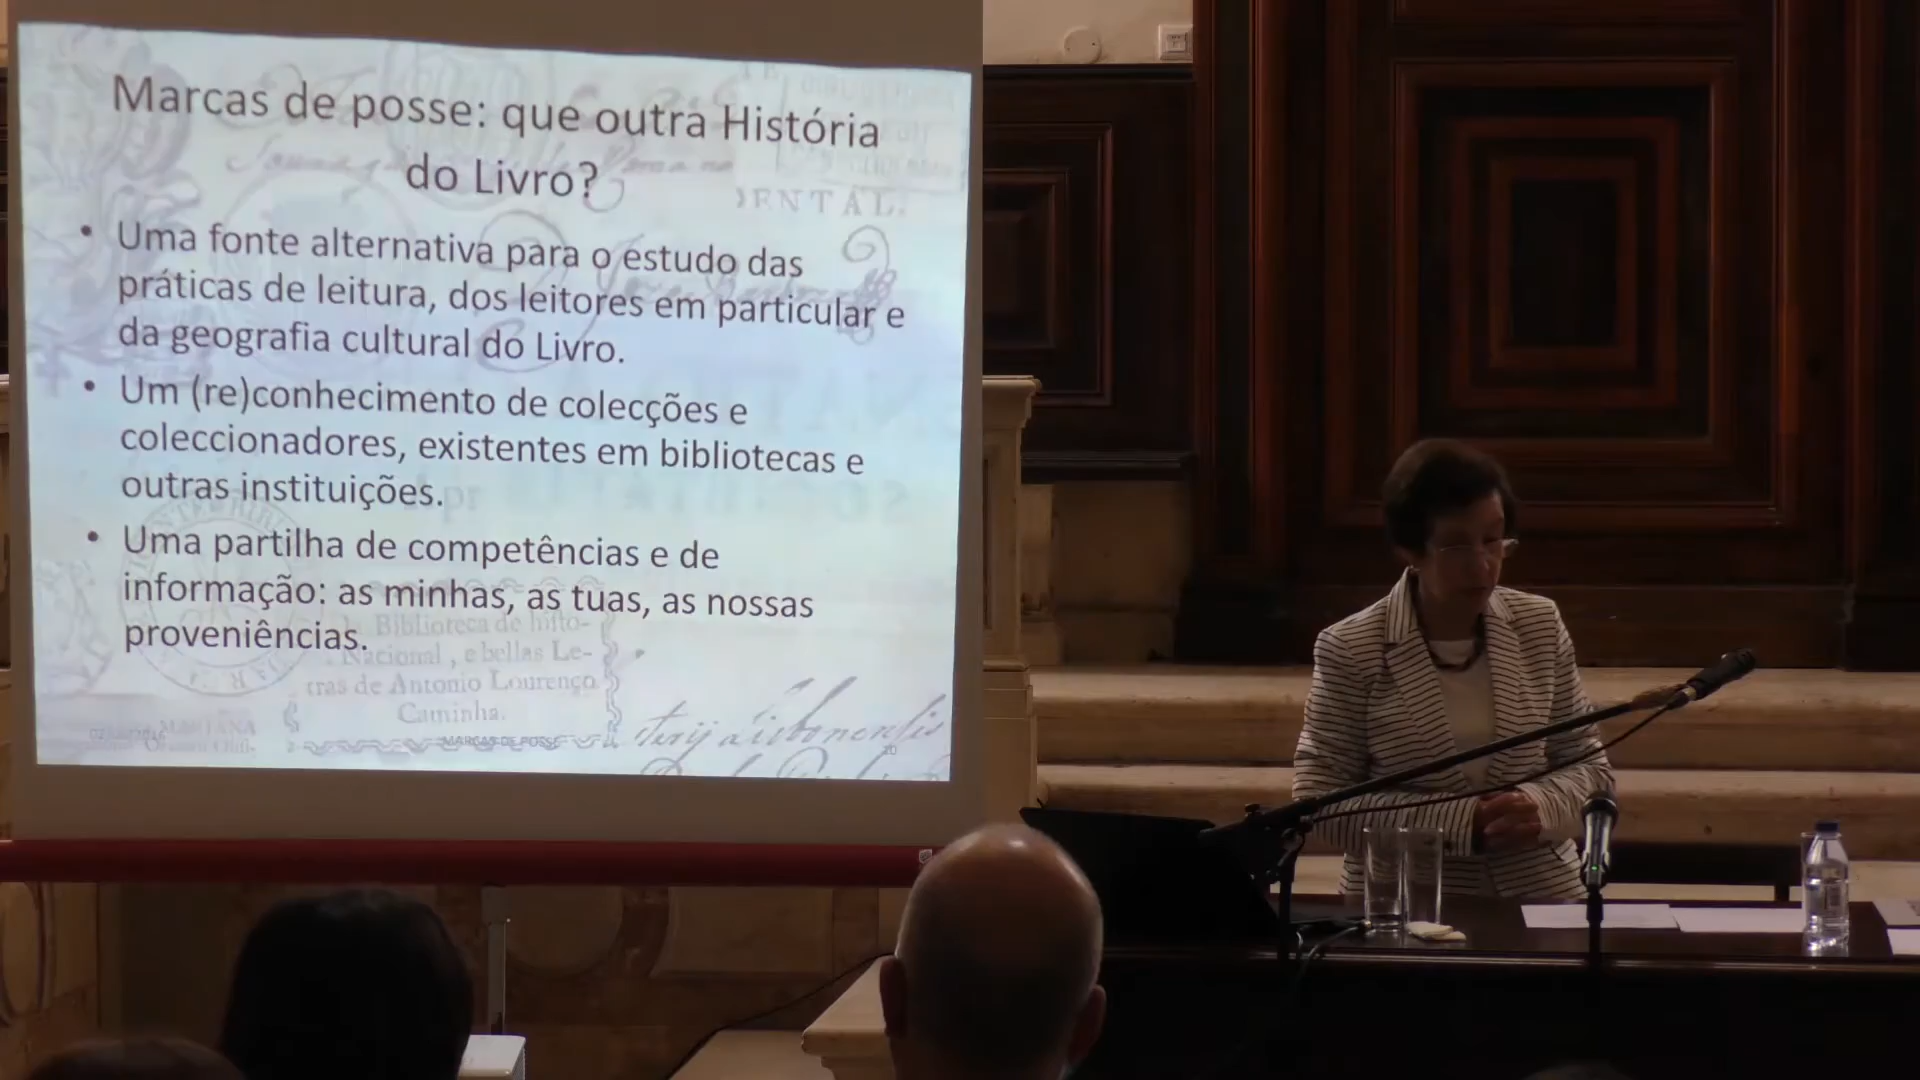 Marcas de posse: que outra História
do Livro?
ENTAL.
• Uma fonte alternativa para o estudo das
práticas de leitura, dos leitores em particular e
da geografia cultural do Livro.
• Um (re)conhecimento de colecções e
coleccionadores, existentes em bibliotecas e
outras instituições.
• Uma partilha de competências e de
informação: as minhas, as tuas, as nossas
proveniências.
Biblioteca de histo-
Nacional, e bellas Le-
tras de Antonio Lourenço
Caminha.
MARCAS DE POSSE
20